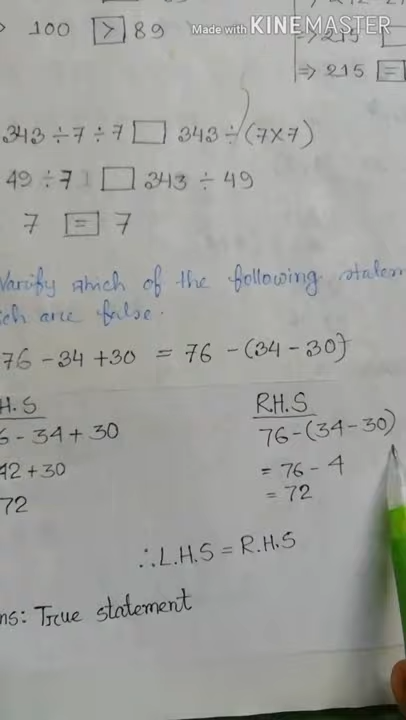 100 > 89
Made with KINEMASTER
⇒ 215
⇒ 215 =
343 ÷ 7 ÷ 7 □ 343 ÷ (7×7)
49 ÷ 7 □ 343 ÷ 49
7 = 7
Varify which of the following statem
ich are false.
76 - 34 + 30 = 76 - (34 - 30)
H.S
6 - 34 + 30
42 + 30
72
R.H.S
76 - (34 - 30)
= 76 - 4
= 72
∴ L.H.S = R.H.S
ns: True statement